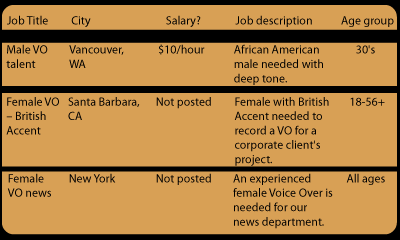 Job Title City Salary? Job description Age group
Male VO talent Vancouver, WA $10/hour African American male needed with deep tone. 30's
Female VO – British Accent Santa Barbara, CA Not posted Female with British Accent needed to record a VO for a corporate client's project. 18-56+
Female VO news New York Not posted An experienced female Voice Over is needed for our news department. All ages